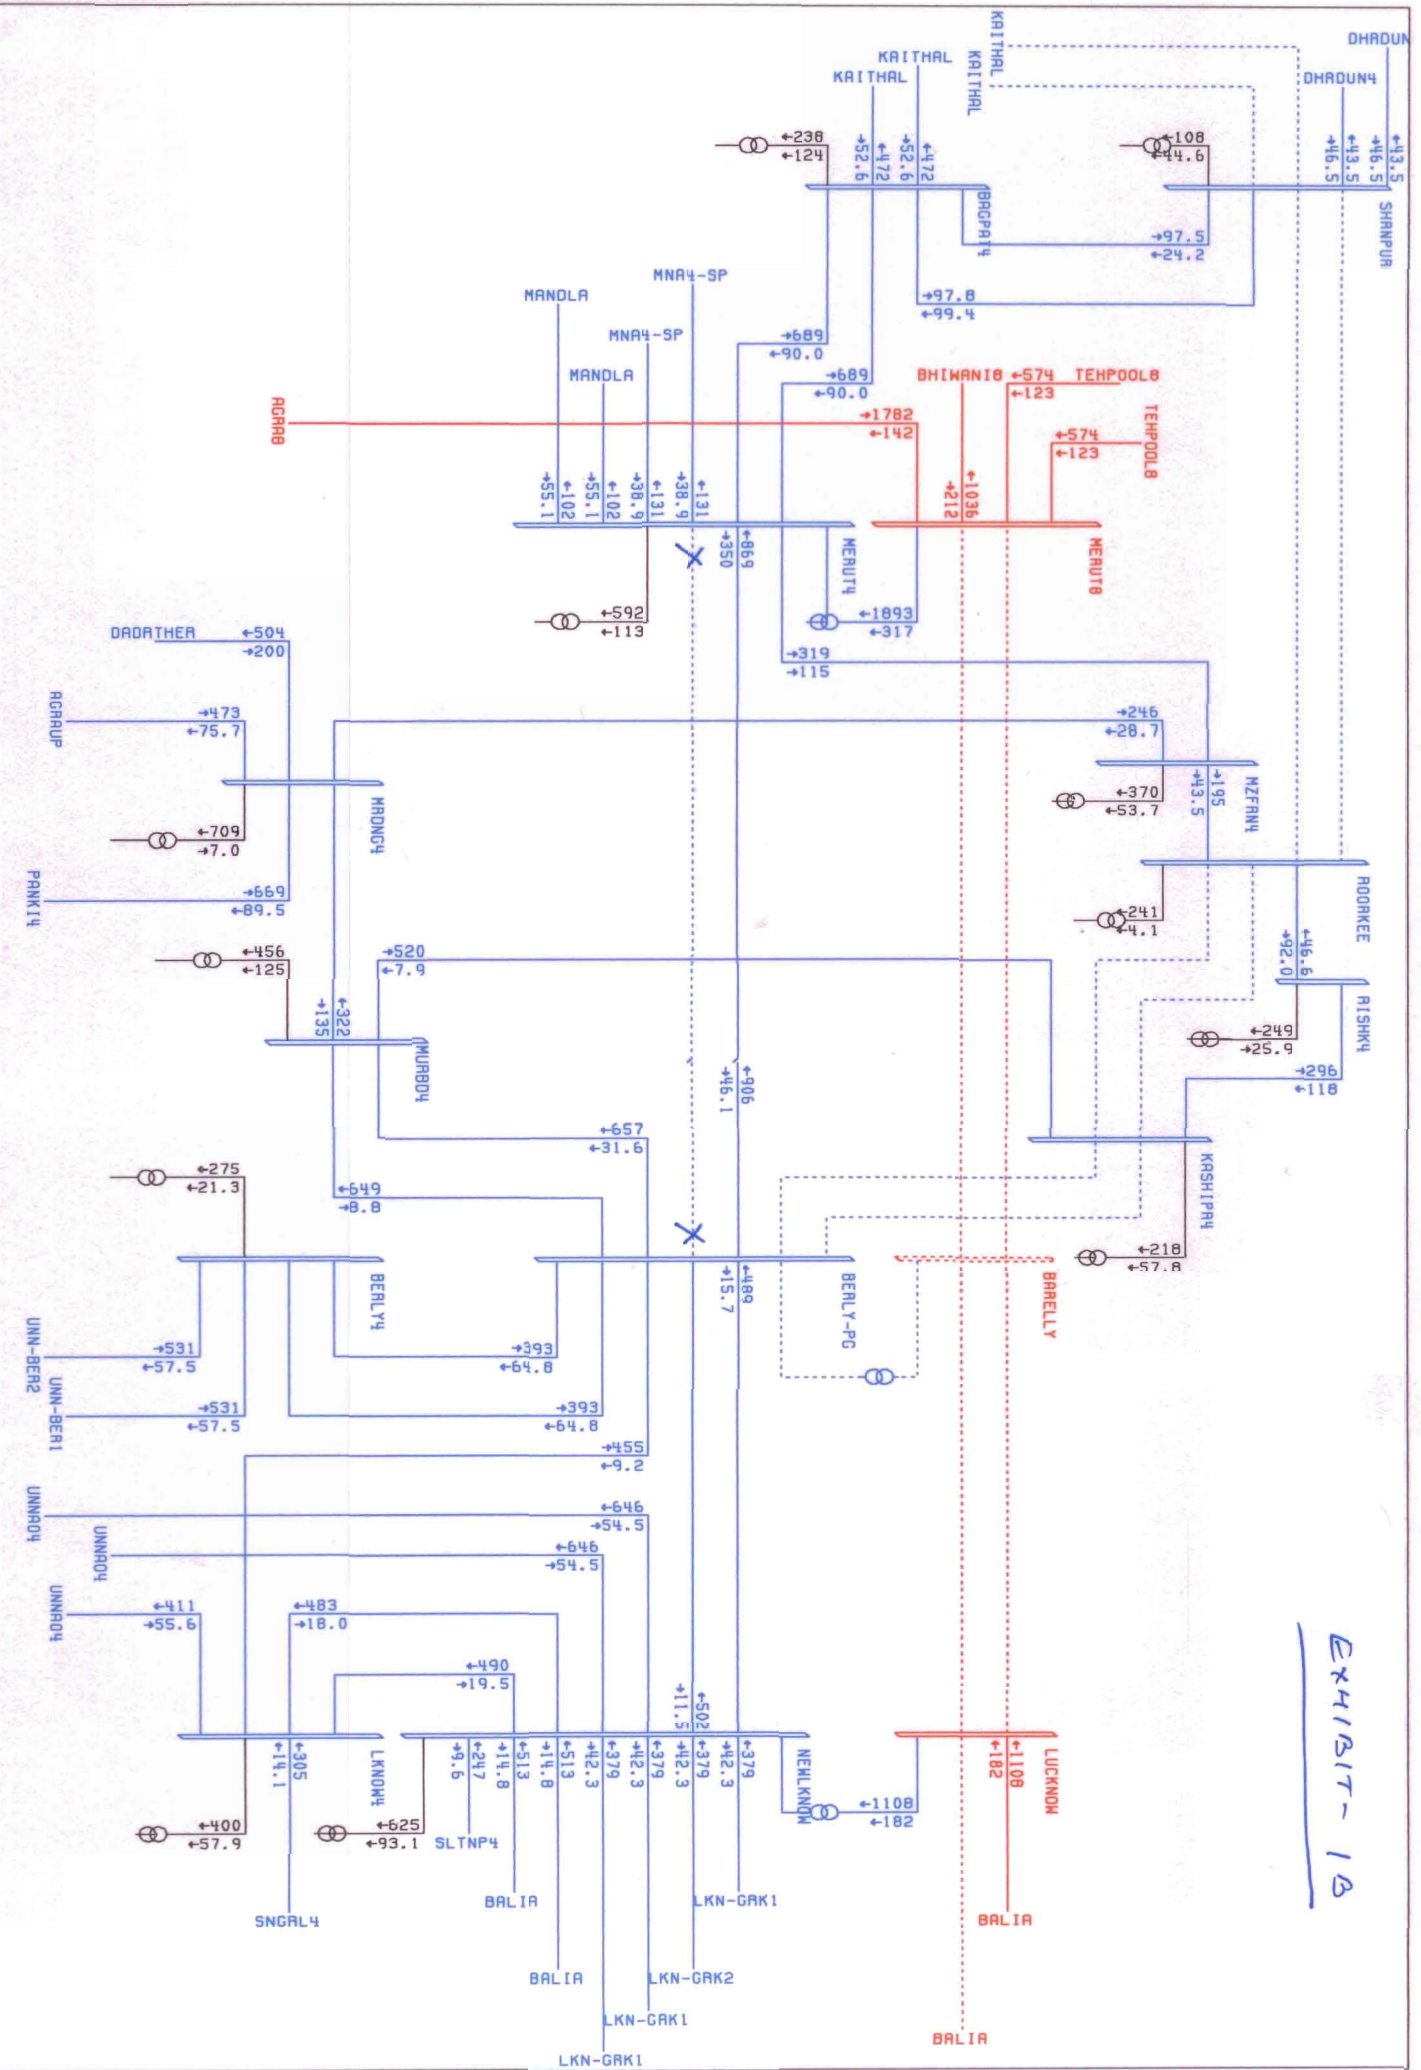 EXHIBIT- 1B
DHRDUN
DHRDUN4
KAITHAL
KAITHAL
KAITHAL
KAITHAL
←43.5
→46.5
←43.5
→46.5
SHRNPUR
←108
←44.6
←238
←124
←472
→52.6
←472
→52.6
BAGPAT4
→97.5
←24.2
→97.8
←99.4
MNA4-SP
MANDLA
MNA4-SP
MANDLA
→689
←90.0
→689
←90.0
BHIWANI8
←574
←123
TEHPOOL8
←574
←123
TEHPOOL8
AGRA8
→1782
←142
←1036
→212
MERUT8
←102
→55.1
←102
→55.1
←131
→38.9
←131
→38.9
←869
→350
MERUT4
←592
←113
←1893
←317
→319
→115
DADRTHER
←504
→200
AGRAUP
→473
←75.7
MRDNG4
←709
→7.0
PANKI4
→669
←89.5
→246
←28.7
←370
←53.7
→195
→43.5
MZFRN4
ROORKEE
←241
←4.1
←46.6
→92.0
RISHK4
←249
→25.9
→296
←118
←456
←125
→520
←7.9
←322
→135
MURBD4
←657
←31.6
←649
→8.8
←906
→46.1
KASHIPR4
←218
←57.8
←275
←21.3
BERLY4
BERLY-PG
←489
→15.7
BARELLY
UNN-BER2
→531
←57.5
UNN-BER1
→531
←57.5
→393
←64.8
→393
←64.8
→455
←9.2
UNNAO4
←646
→54.5
UNNAO4
←646
→54.5
UNNAO4
←411
→55.6
←483
→18.0
←490
→19.5
←502
→11.5
LKNOW4
←305
←14.1
←400
←57.9
SNGRL4
←625
←93.1
←247
→9.6
SLTNP4
←513
→14.8
BALIA
←513
→14.8
BALIA
←379
←42.3
LKN-GRK1
←379
←42.3
LKN-GRK1
←379
←42.3
LKN-GRK2
←379
←42.3
LKN-GRK1
NEWLKNOW
←1108
←182
LUCKNOW
←1108
←182
BALIA
BALIA